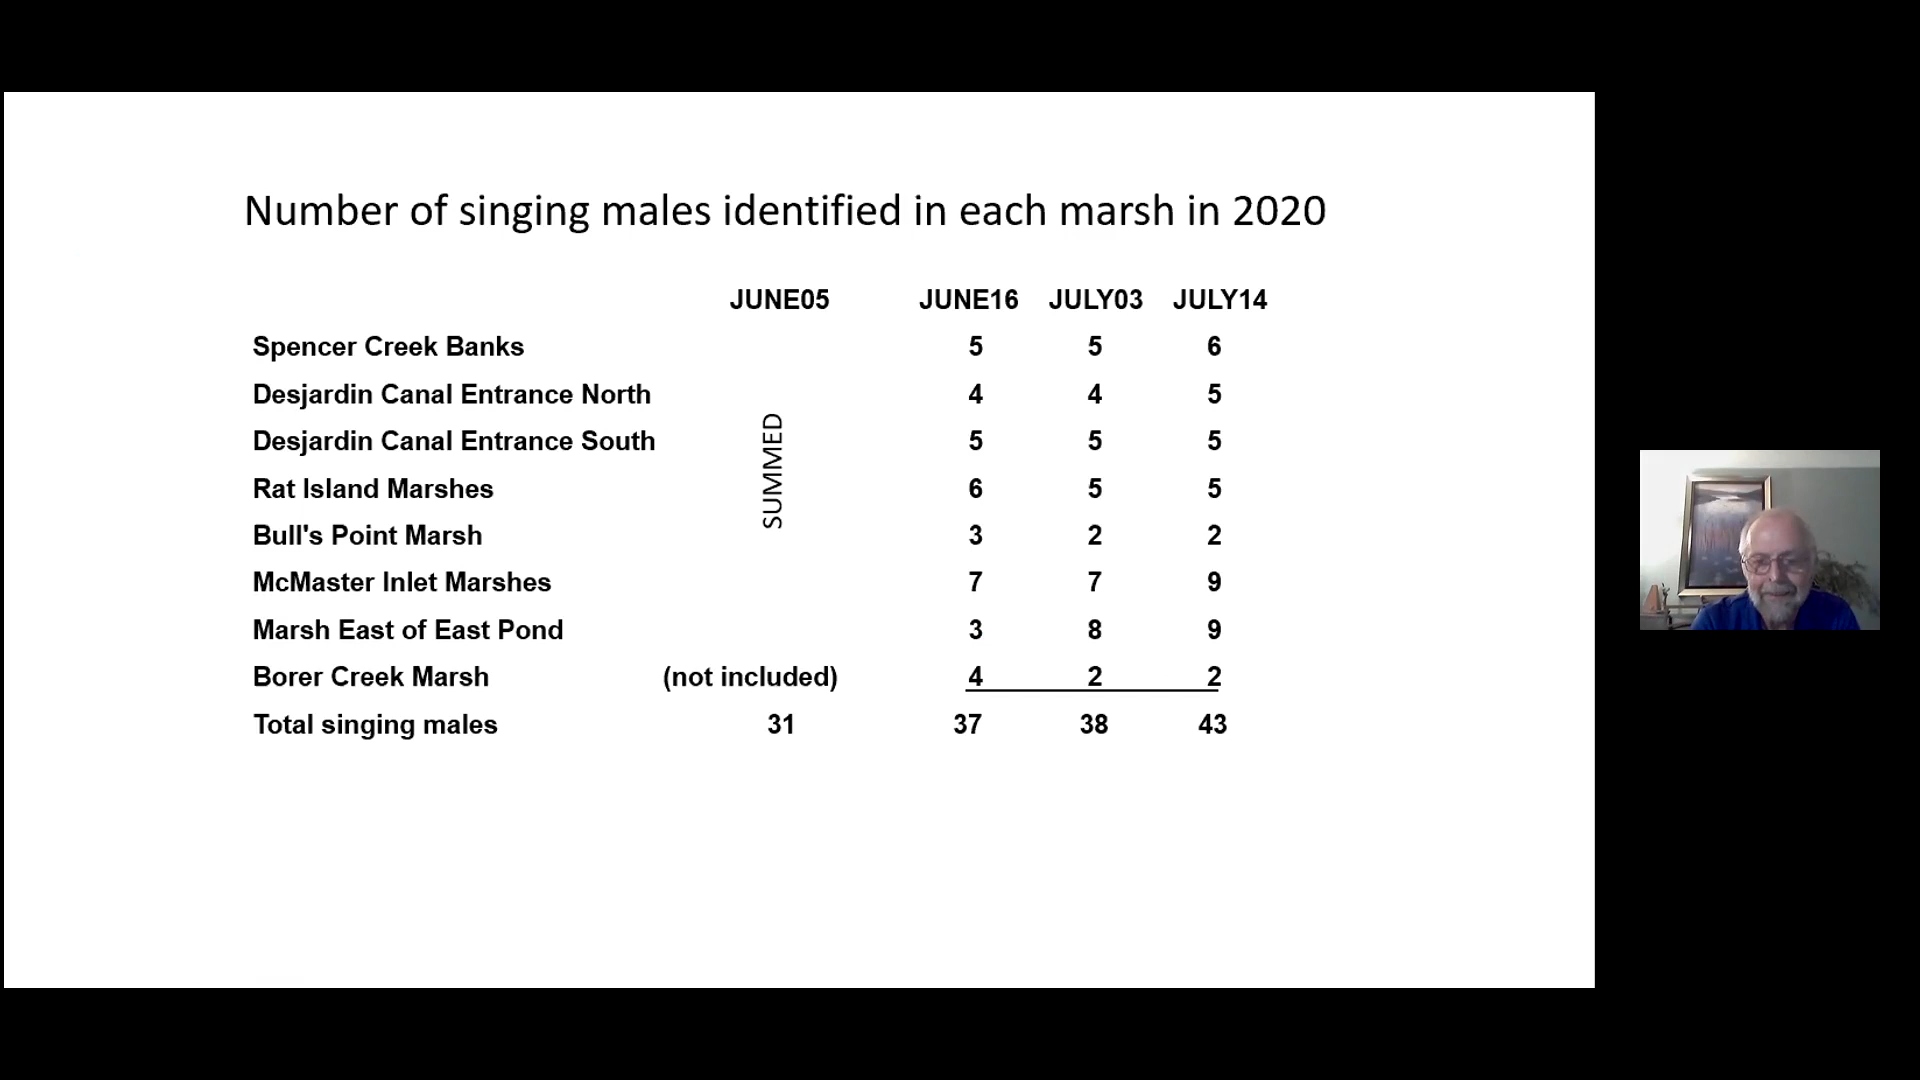 Number of singing males identified in each marsh in 2020
JUNE05 JUNE16 JULY03 JULY14
Spencer Creek Banks 5 5 6
Desjardin Canal Entrance North 4 4 5
Desjardin Canal Entrance South 5 5 5
SUMMED
Rat Island Marshes 6 5 5
Bull's Point Marsh 3 2 2
McMaster Inlet Marshes 7 7 9
Marsh East of East Pond 3 8 9
Borer Creek Marsh (not included) 4 2 2
Total singing males 31 37 38 43